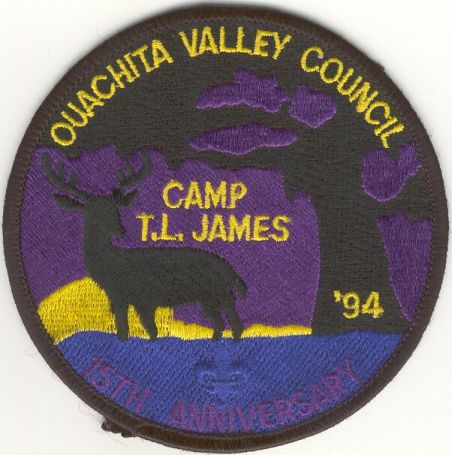 OUACHITA VALLEY COUNCIL
CAMP
T.L. JAMES
'94
15TH ANNIVERSARY